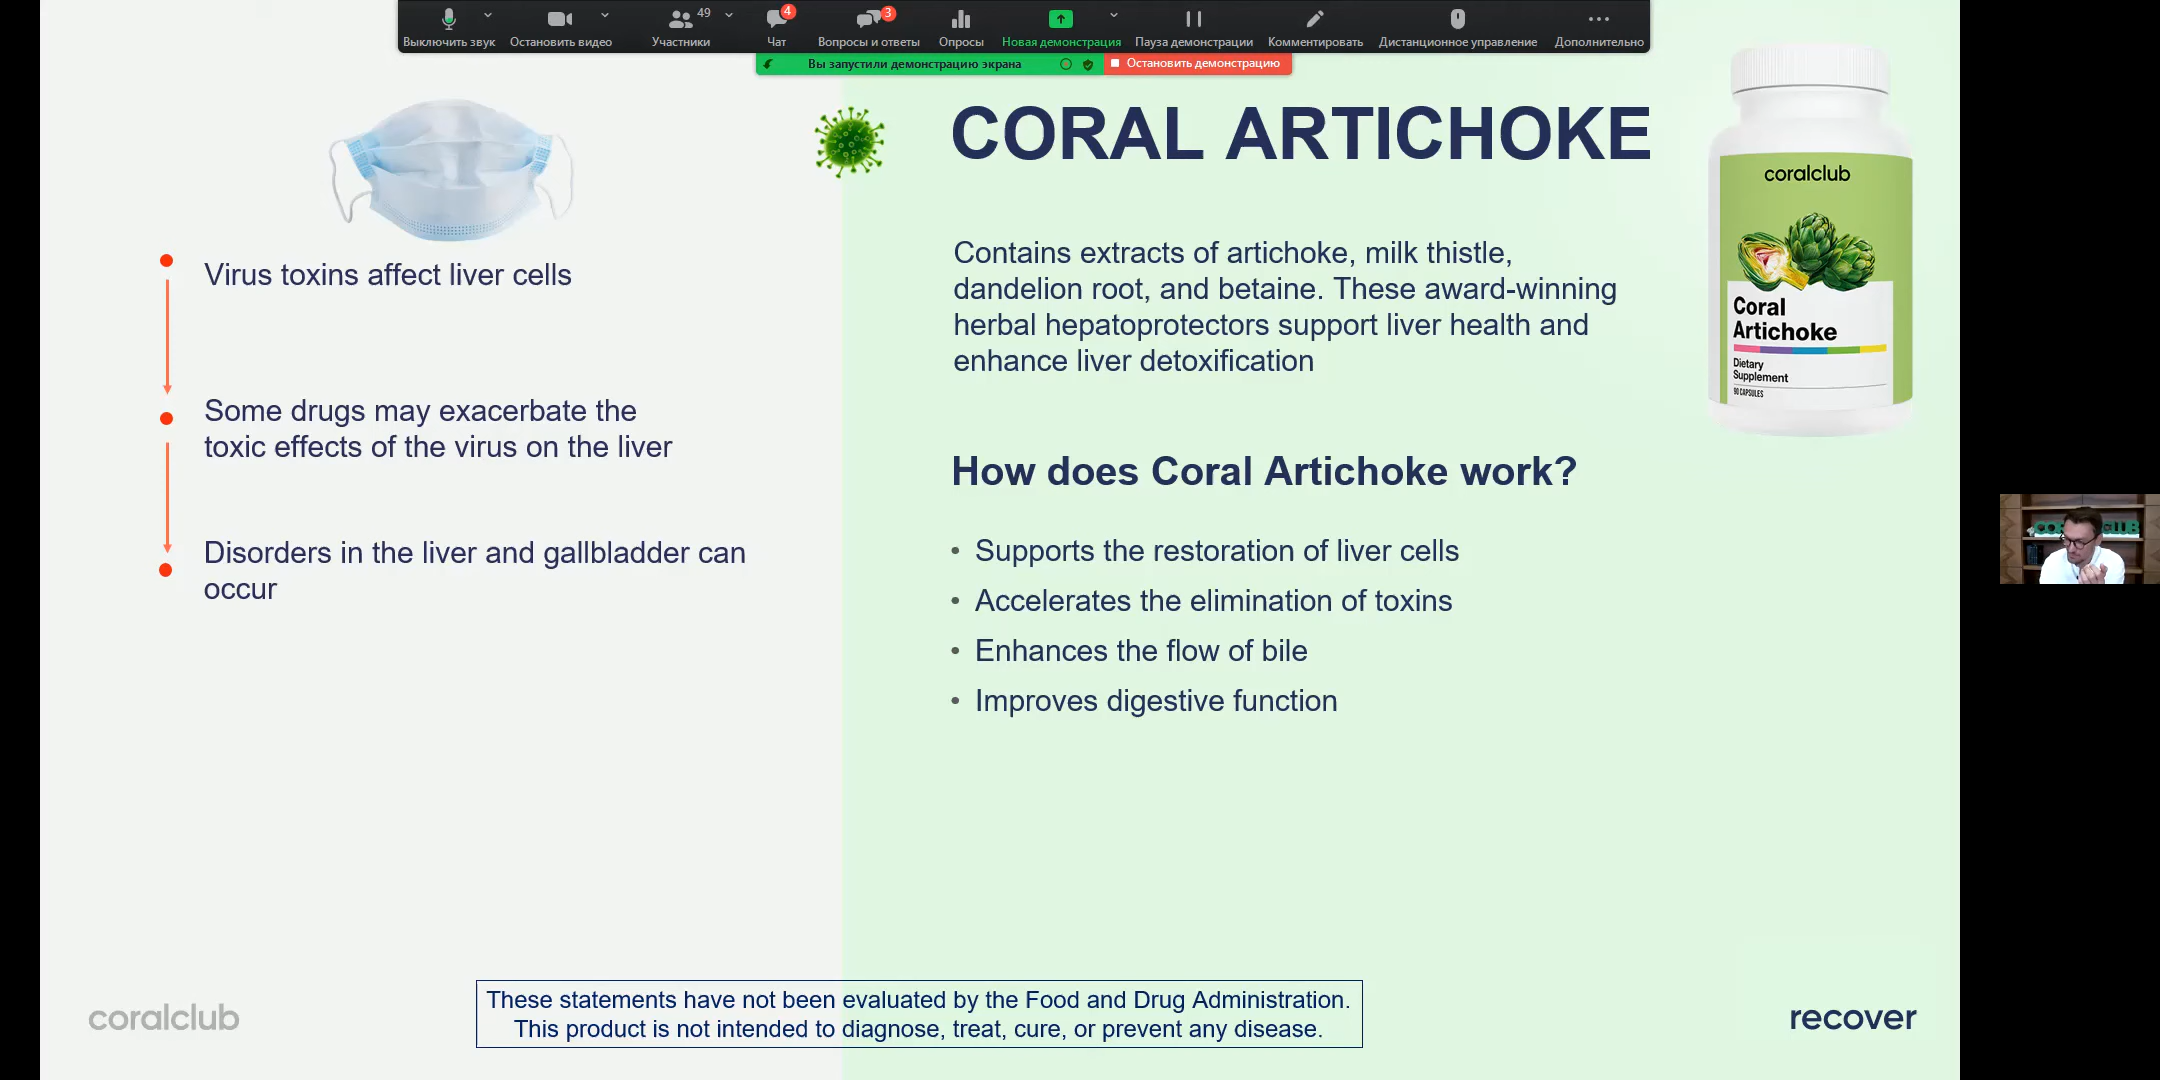 Выключить звук
Остановить видео
Участники
49
Чат
4
Вопросы и ответы
3
Опросы
Новая демонстрация
Пауза демонстрации
Комментировать
Дистанционное управление
Дополнительно
Вы запустили демонстрацию экрана
Остановить демонстрацию
Virus toxins affect liver cells
Some drugs may exacerbate the
toxic effects of the virus on the liver
Disorders in the liver and gallbladder can
occur
CORAL ARTICHOKE
Contains extracts of artichoke, milk thistle,
dandelion root, and betaine. These award-winning
herbal hepatoprotectors support liver health and
enhance liver detoxification
How does Coral Artichoke work?
• Supports the restoration of liver cells
• Accelerates the elimination of toxins
• Enhances the flow of bile
• Improves digestive function
coralclub
Coral
Artichoke
Dietary
Supplement
90 CAPSULES
These statements have not been evaluated by the Food and Drug Administration.
This product is not intended to diagnose, treat, cure, or prevent any disease.
coralclub
recover